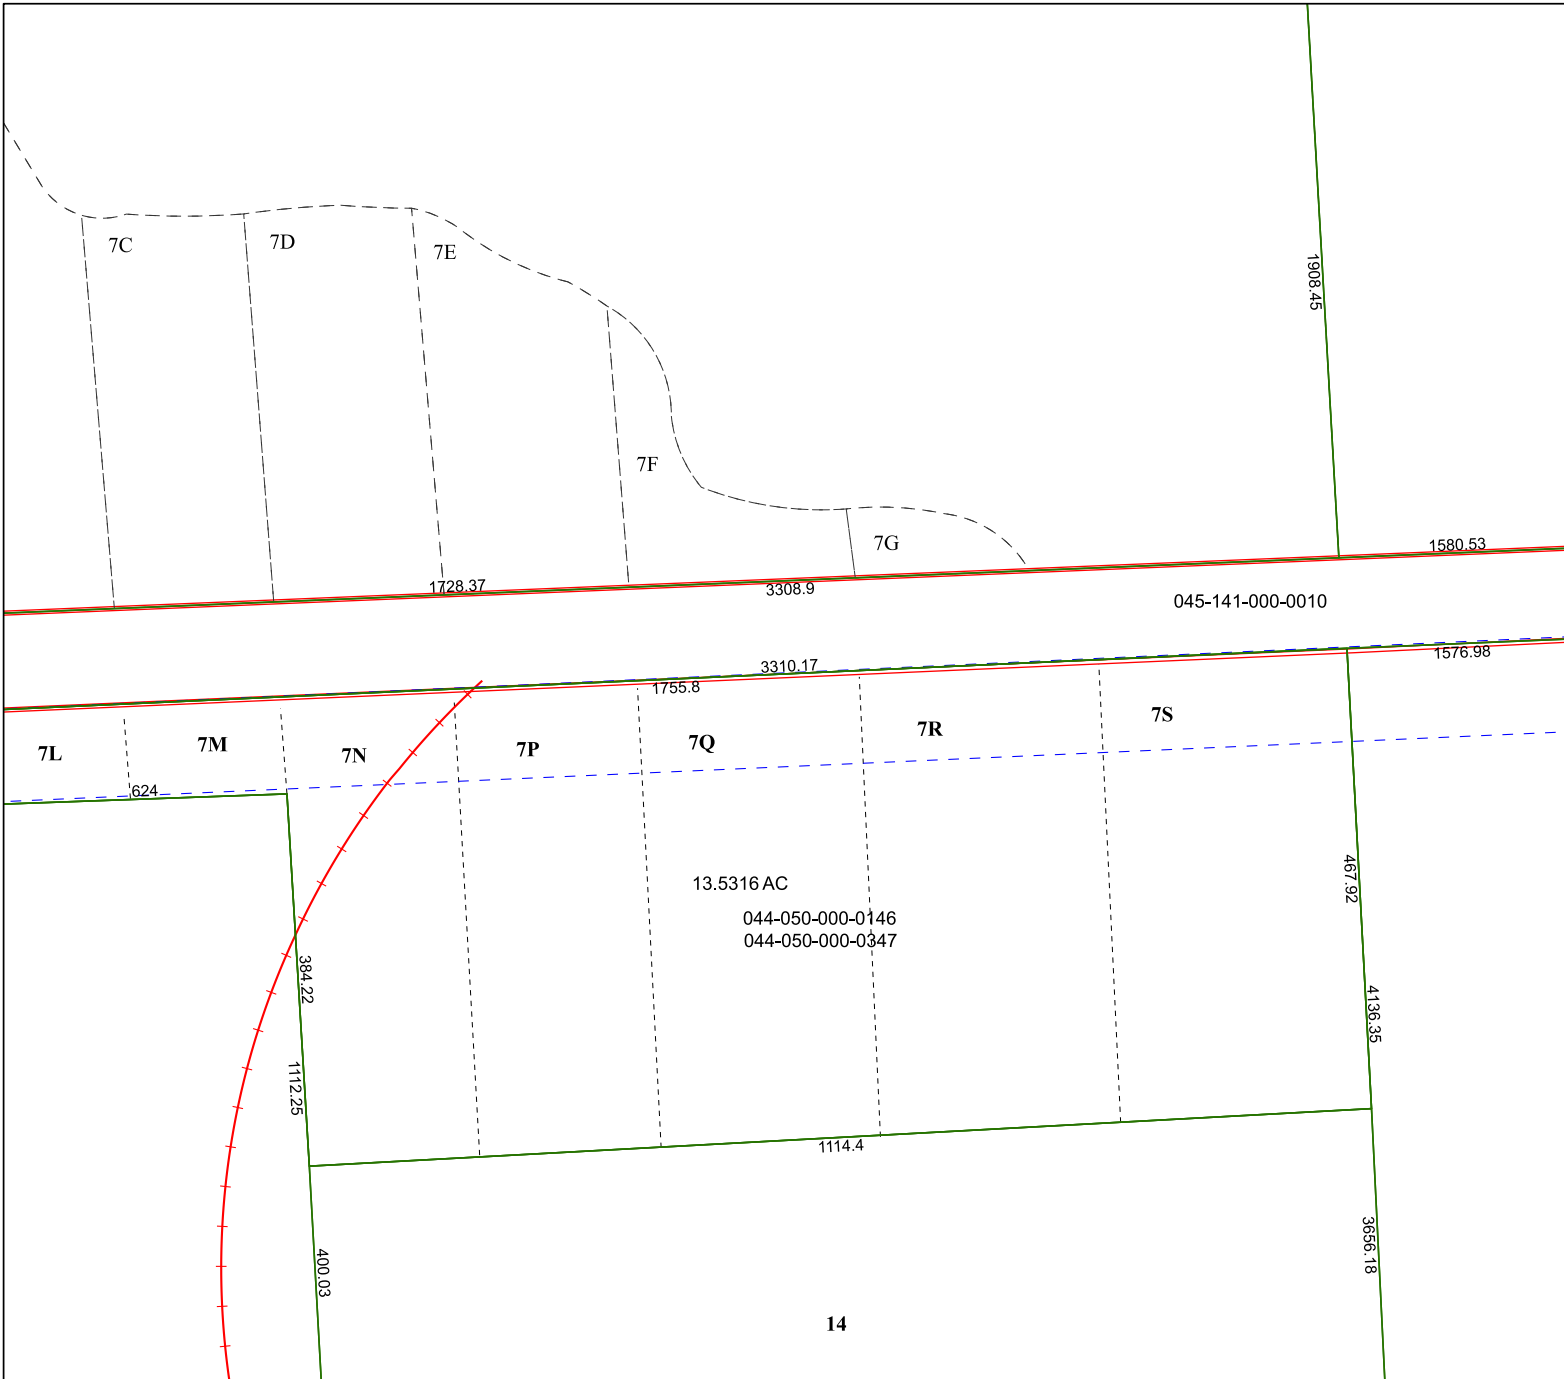 7C
7D
7E
1908.45
7F
7G
1580.53
1728.37
3308.9
045-141-000-0010
3310.17
1576.98
1755.8
7L
7M
7N
7P
7Q
7R
7S
624
13.5316 AC
467.92
044-050-000-0146
044-050-000-0347
384.22
4136.35
1112.25
1114.4
400.03
3656.18
14